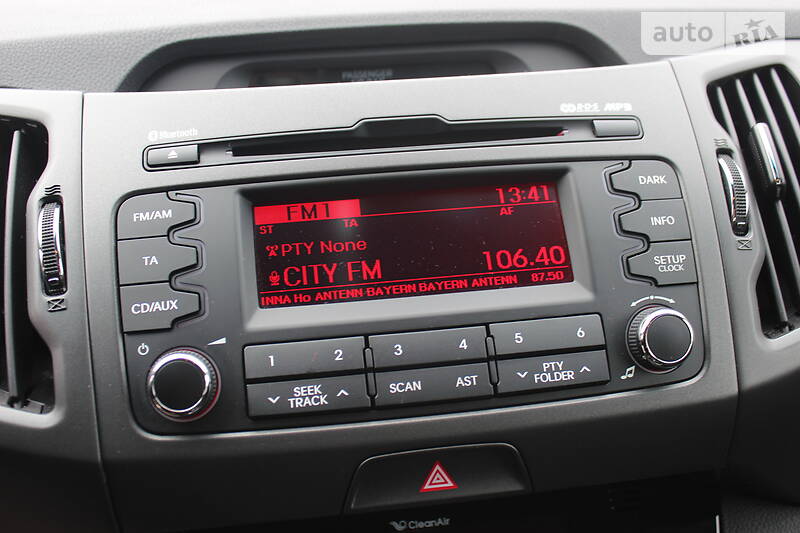 auto RIA
PASSENGER
Bluetooth
CD RDS MP3
FM/AM
TA
CD/AUX
FM1
13:41
ST
TA
AF
PTY None
CITY FM
106.40
INNA Ho ANTENN-BAYERN BAYERN ANTENN
87.50
DARK
INFO
SETUP
CLOCK
1 2
3 4
5 6
SEEK
TRACK
SCAN
AST
PTY
FOLDER
CleanAir